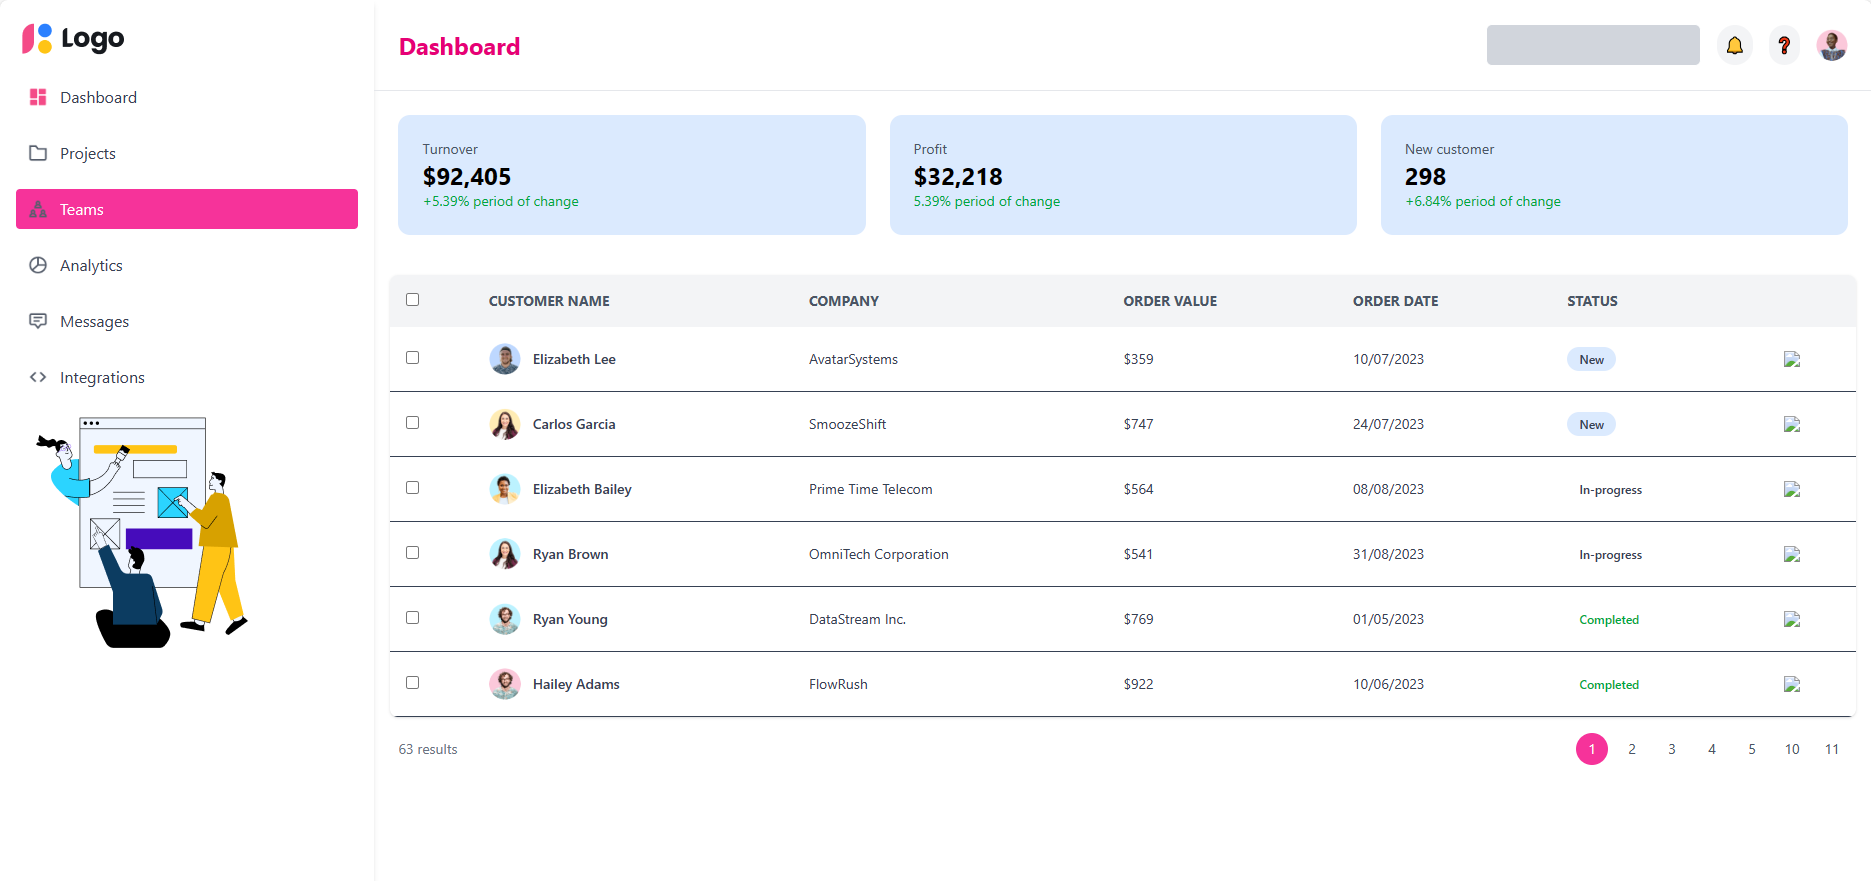 Logo
Dashboard
Projects
Teams
Analytics
Messages
Integrations
Dashboard
Turnover
$92,405
+5.39% period of change
Profit
$32,218
5.39% period of change
New customer
298
+6.84% period of change
CUSTOMER NAME COMPANY ORDER VALUE ORDER DATE STATUS
Elizabeth Lee AvatarSystems $359 10/07/2023 New
Carlos Garcia SmoozeShift $747 24/07/2023 New
Elizabeth Bailey Prime Time Telecom $564 08/08/2023 In-progress
Ryan Brown OmniTech Corporation $541 31/08/2023 In-progress
Ryan Young DataStream Inc. $769 01/05/2023 Completed
Hailey Adams FlowRush $922 10/06/2023 Completed
63 results 1 2 3 4 5 10 11